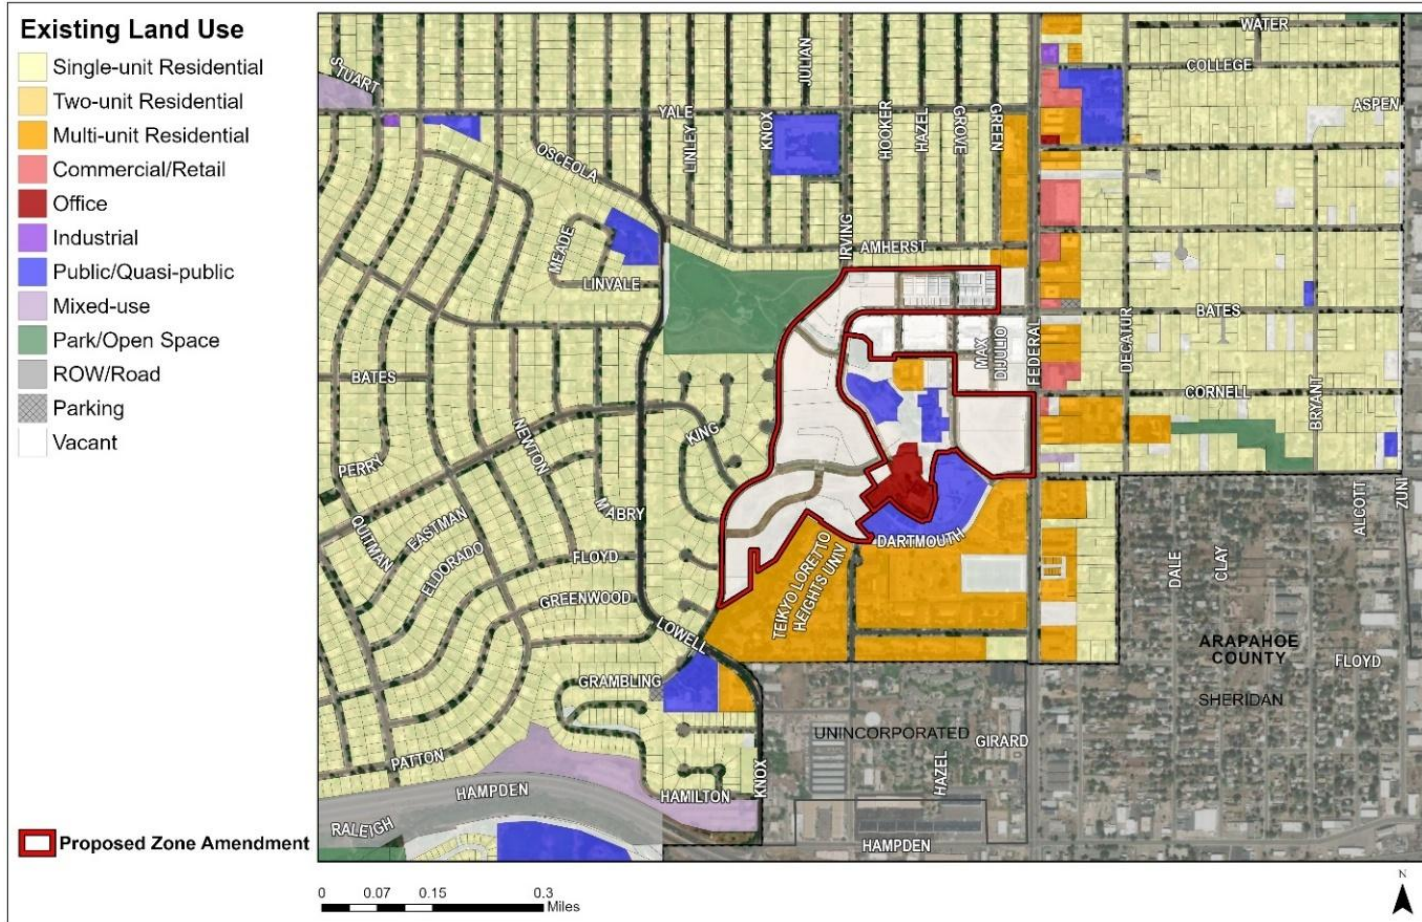 Existing Land Use
Single-unit Residential
Two-unit Residential
Multi-unit Residential
Commercial/Retail
Office
Industrial
Public/Quasi-public
Mixed-use
Park/Open Space
ROW/Road
Parking
Vacant
Proposed Zone Amendment
WATER
STUART
JULIAN
COLLEGE
YALE
ASPEN
LINLEY
KNOX
HOOKER
HAZEL
GROVE
GREEN
OSCEOLA
IRVING
AMHERST
MEADE
LINVALE
BATES
MAX
DIJULIO
FEDERAL
DECATUR
BATES
CORNELL
BRYANT
KING
NEWTON
PERRY
MABRY
QUITMAN
EASTMAN
ELDORADO
FLOYD
GREENWOOD
DARTMOUTH
TEIKYO LORETTO
HEIGHTS UNIV
ALCOTT
ZUNI
DALE
CLAY
LOWELL
ARAPAHOE
COUNTY
FLOYD
GRAMBLING
SHERIDAN
UNINCORPORATED
GIRARD
PATTON
HAZEL
KNOX
HAMPDEN
HAMILTON
RALEIGH
HAMPDEN
0 0.07 0.15 0.3
Miles
N